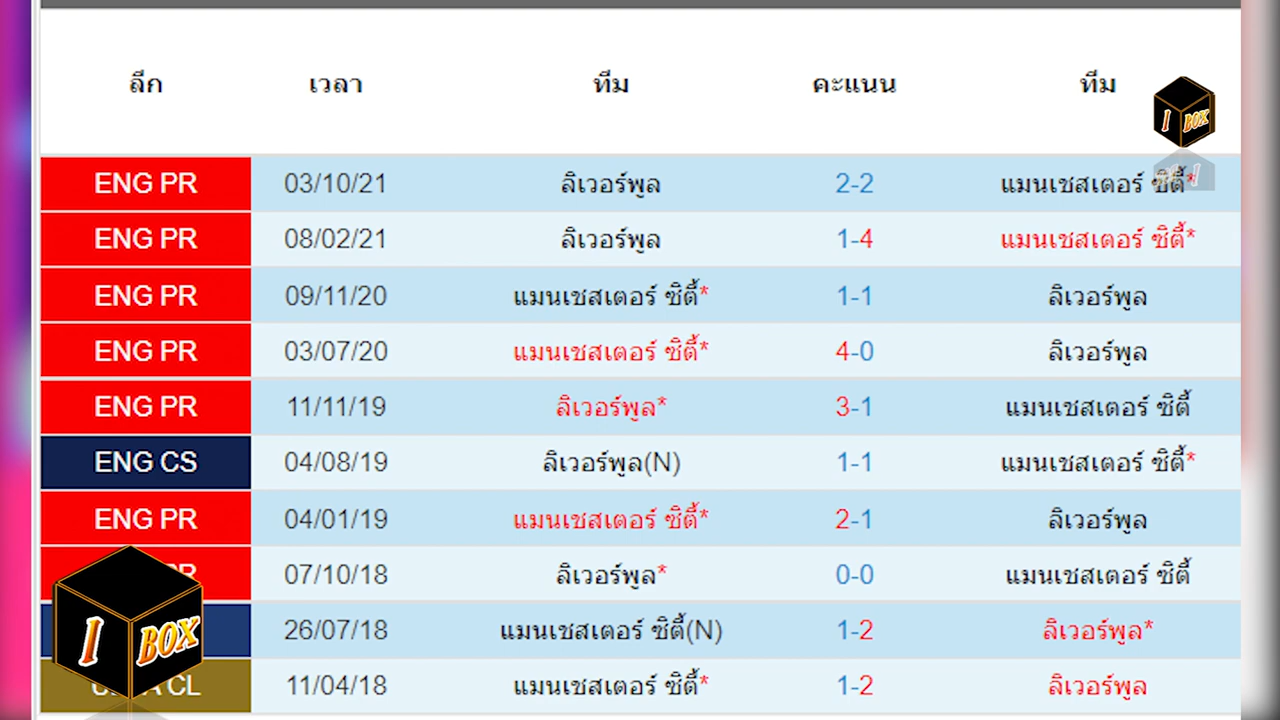 ลีก เวลา ทีม คะแนน ทีม
I BOX
ENG PR 03/10/21 ลิเวอร์พูล 2-2 แมนเชสเตอร์ ซิตี้*
ENG PR 08/02/21 ลิเวอร์พูล 1-4 แมนเชสเตอร์ ซิตี้*
ENG PR 09/11/20 แมนเชสเตอร์ ซิตี้* 1-1 ลิเวอร์พูล
ENG PR 03/07/20 แมนเชสเตอร์ ซิตี้* 4-0 ลิเวอร์พูล
ENG PR 11/11/19 ลิเวอร์พูล* 3-1 แมนเชสเตอร์ ซิตี้
ENG CS 04/08/19 ลิเวอร์พูล(N) 1-1 แมนเชสเตอร์ ซิตี้*
ENG PR 04/01/19 แมนเชสเตอร์ ซิตี้* 2-1 ลิเวอร์พูล
07/10/18 ลิเวอร์พูล* 0-0 แมนเชสเตอร์ ซิตี้
26/07/18 แมนเชสเตอร์ ซิตี้(N) 1-2 ลิเวอร์พูล*
I BOX
CL 11/04/18 แมนเชสเตอร์ ซิตี้* 1-2 ลิเวอร์พูล